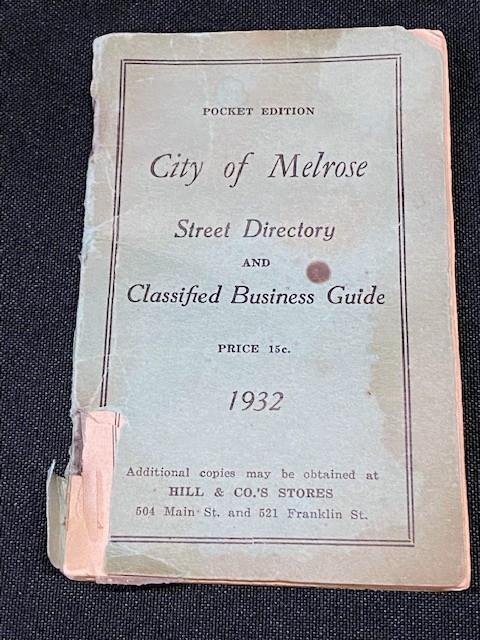 POCKET EDITION
City of Melrose
Street Directory
AND
Classified Business Guide
PRICE 15c.
1932
Additional copies may be obtained at
HILL & CO.'S STORES
504 Main St. and 521 Franklin St.